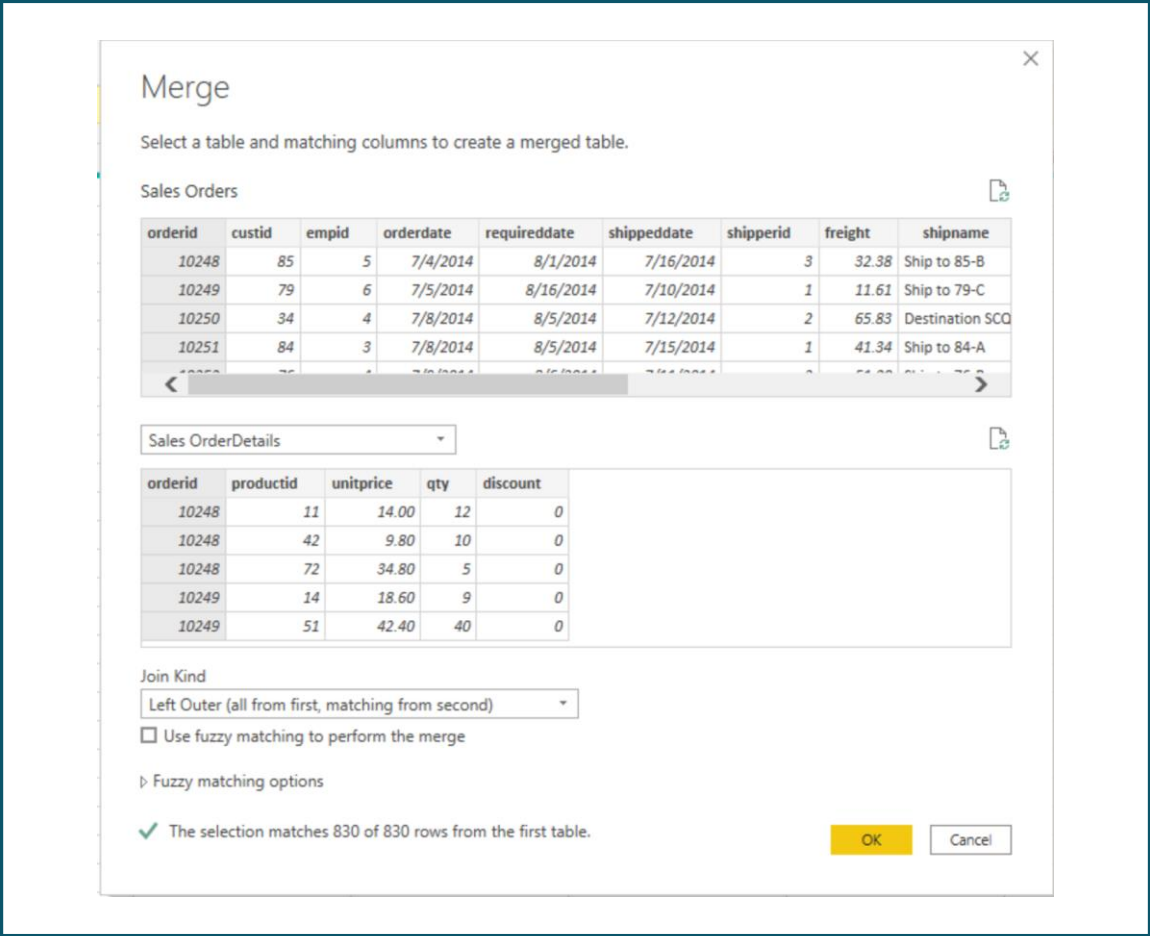 Merge
Select a table and matching columns to create a merged table.
Sales Orders
orderid custid empid orderdate requireddate shippeddate shipperid freight shipname
10248 85 5 7/4/2014 8/1/2014 7/16/2014 3 32.38 Ship to 85-B
10249 79 6 7/5/2014 8/16/2014 7/10/2014 1 11.61 Ship to 79-C
10250 34 4 7/8/2014 8/5/2014 7/12/2014 2 65.83 Destination SCQ
10251 84 3 7/8/2014 8/5/2014 7/15/2014 1 41.34 Ship to 84-A
Sales OrderDetails
orderid productid unitprice qty discount
10248 11 14.00 12 0
10248 42 9.80 10 0
10248 72 34.80 5 0
10249 14 18.60 9 0
10249 51 42.40 40 0
Join Kind
Left Outer (all from first, matching from second)
Use fuzzy matching to perform the merge
Fuzzy matching options
The selection matches 830 of 830 rows from the first table.
OK Cancel